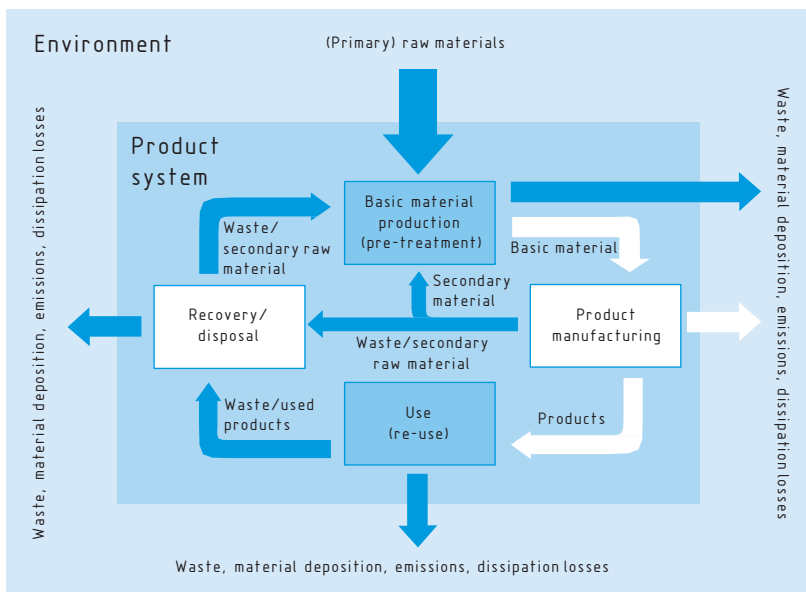 Environment
(Primary) raw materials
Waste, material deposition, emissions, dissipation losses
Waste, material deposition, emissions, dissipation losses
Product
system
Basic material
production
(pre-treatment)
Waste/
secondary raw
material
Basic material
Secondary
material
Recovery/
disposal
Product
manufacturing
Waste/secondary
raw material
Waste/used
products
Use
(re-use)
Products
Waste, material deposition, emissions, dissipation losses